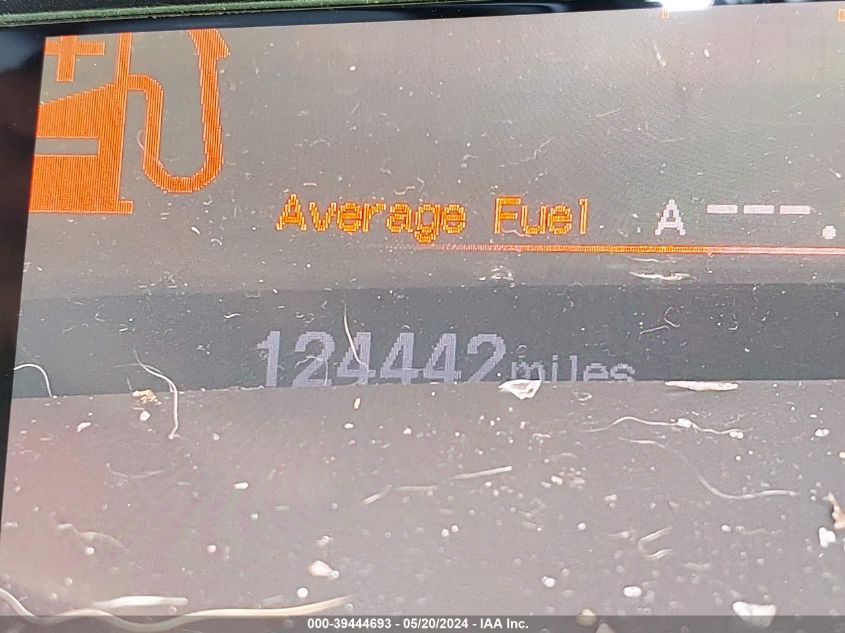 Average Fuel A ---.
124442 miles
000-39444693 - 05/20/2024 - IAA Inc.